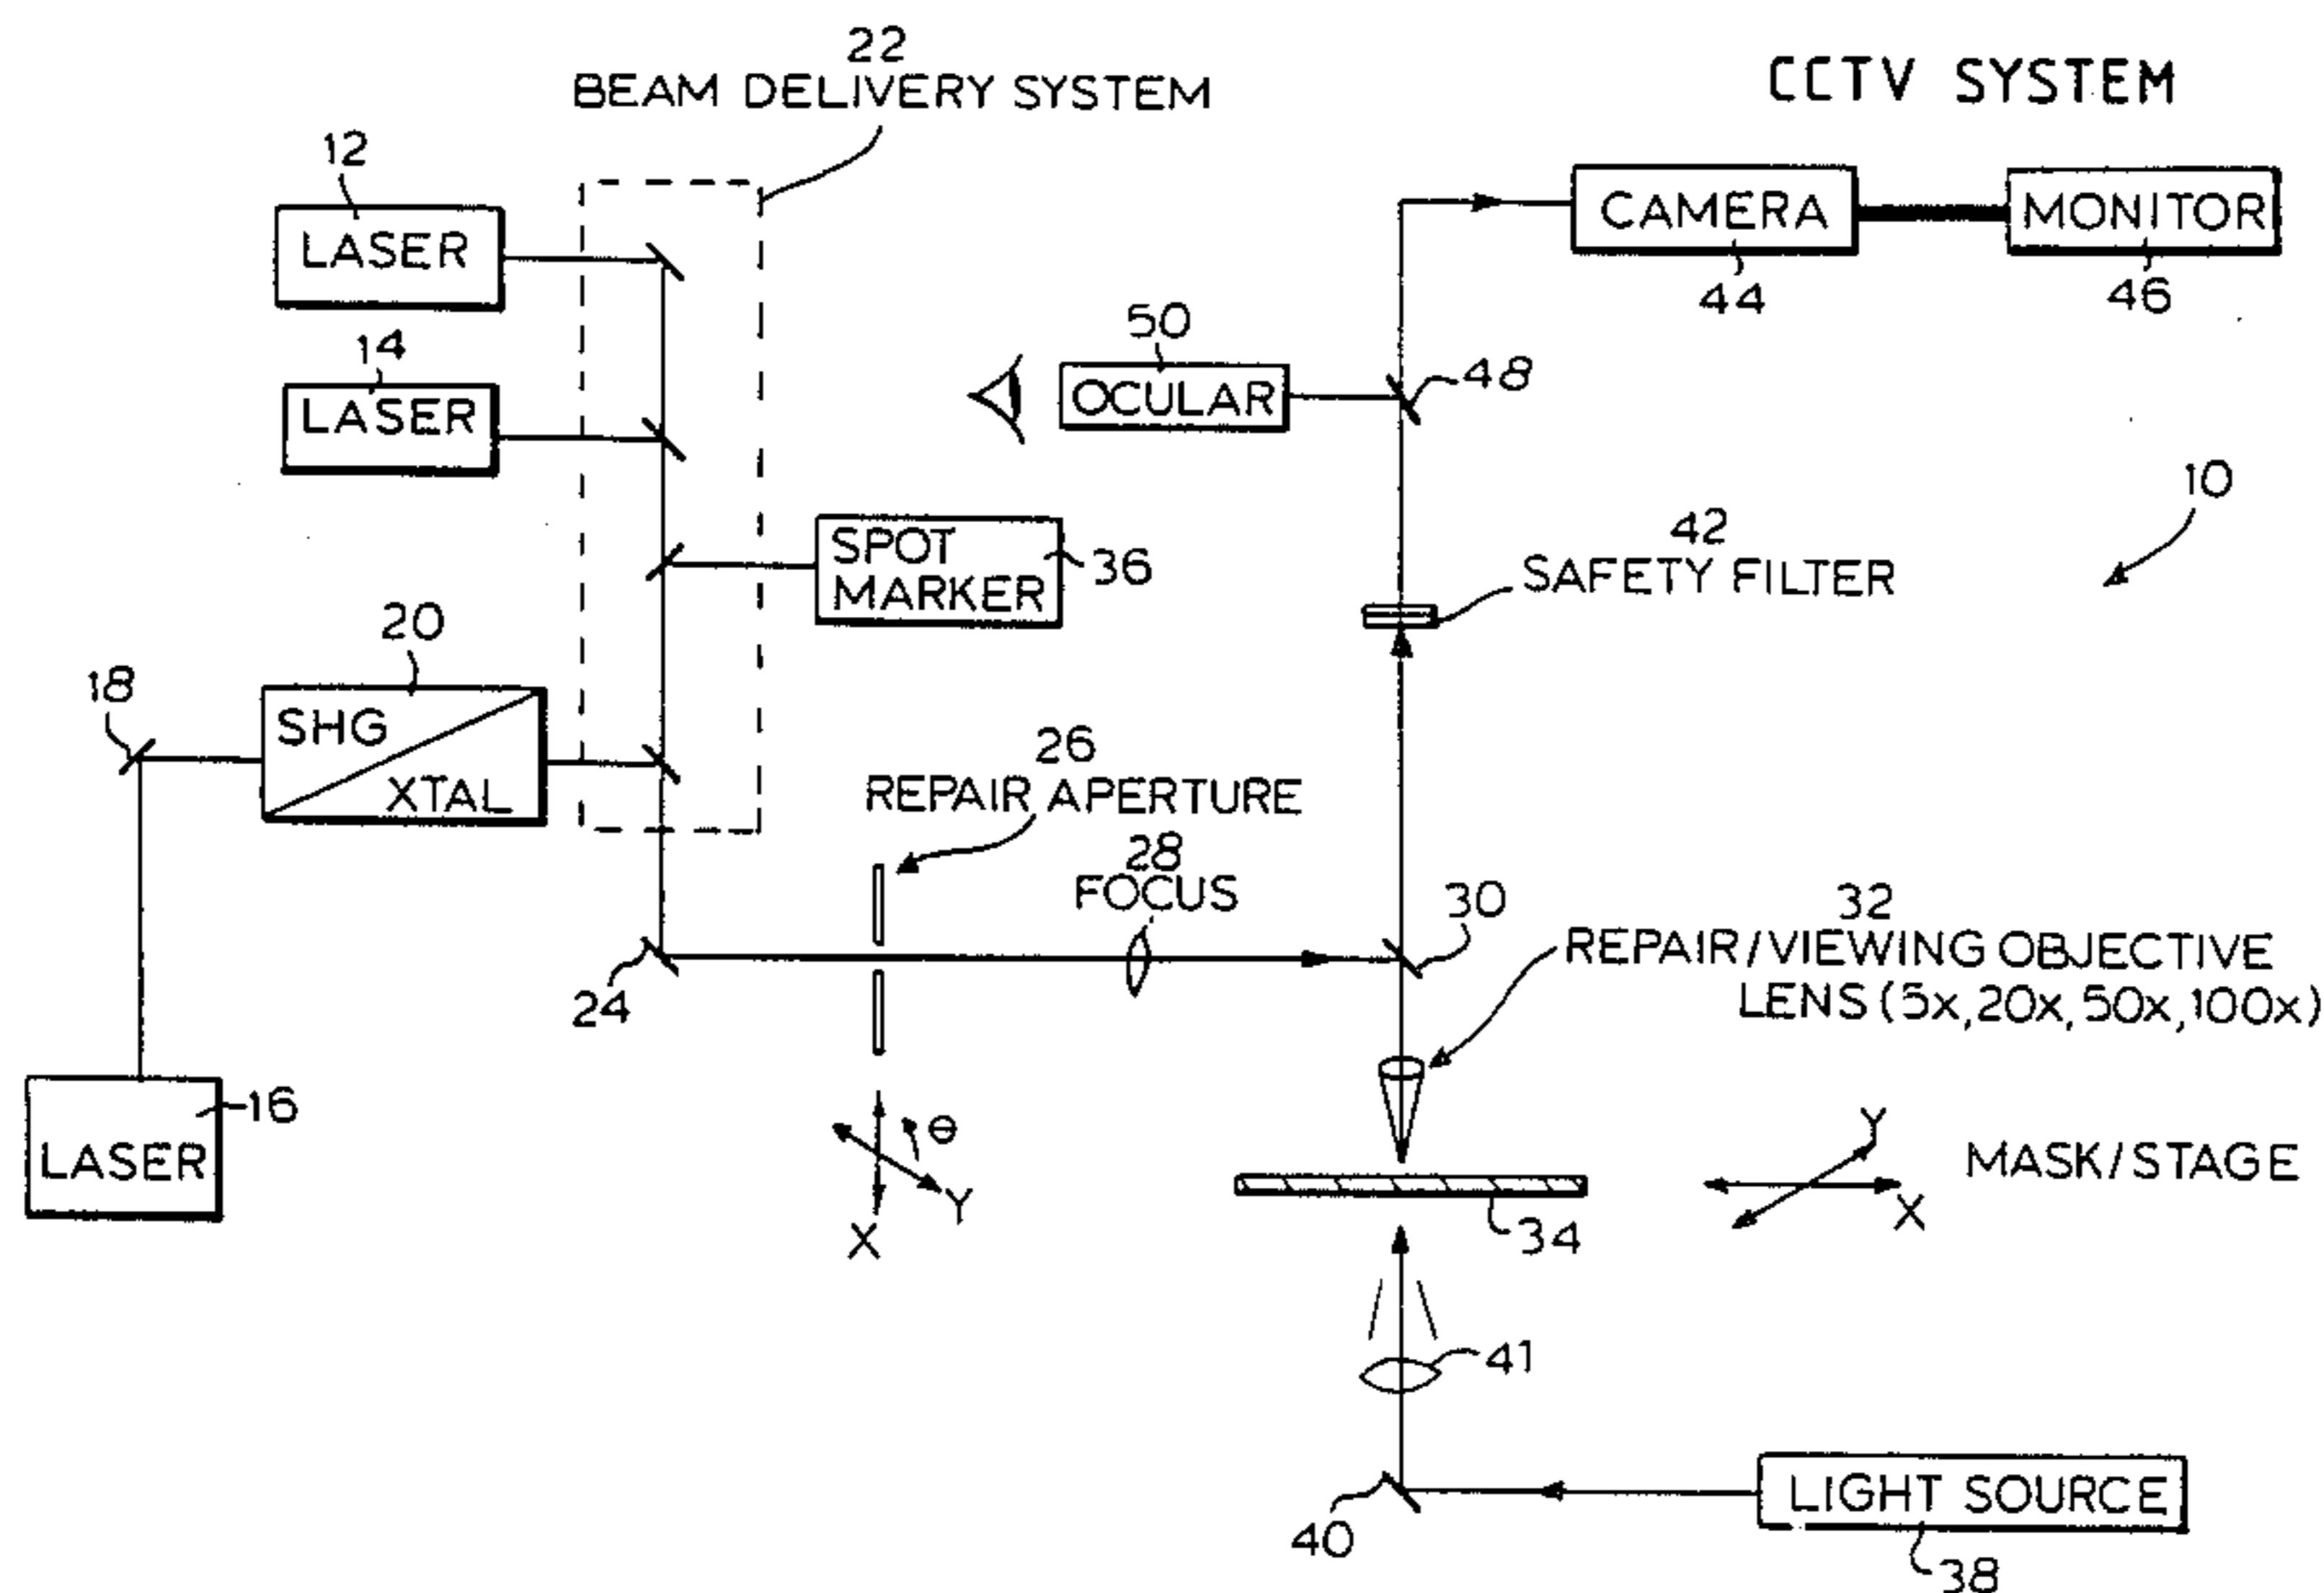 22
BEAM DELIVERY SYSTEM
CCTV SYSTEM
12
LASER
CAMERA
MONITOR
44
46
14
LASER
50
OCULAR
48
10
SPOT
MARKER
36
42
SAFETY FILTER
20
18
SHG
XTAL
26
REPAIR APERTURE
28
FOCUS
30
32
REPAIR/VIEWING OBJECTIVE
LENS (5x, 20x, 50x, 100x)
24
16
LASER
θ
Y
X
Y
X
MASK/STAGE
34
41
40
LIGHT SOURCE
38